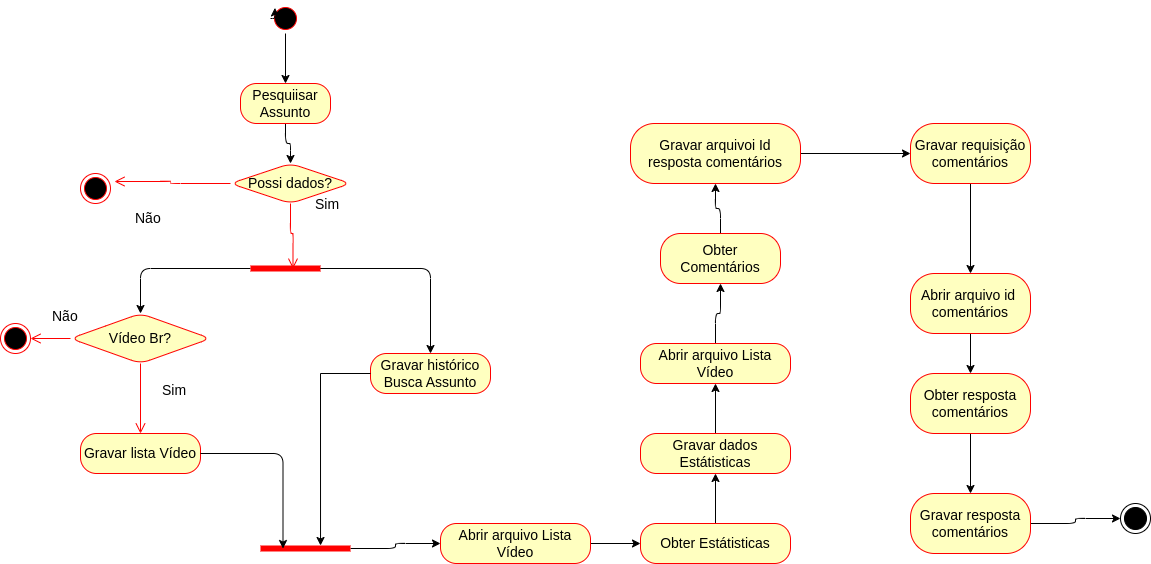 Pesquiisar
Assunto
Possi dados?
Sim
Não
Não
Vídeo Br?
Sim
Gravar histórico
Busca Assunto
Gravar lista Vídeo
Abrir arquivo Lista
Vídeo
Obter Estátisticas
Gravar dados
Estátisticas
Abrir arquivo Lista
Vídeo
Obter
Comentários
Gravar arquivoi Id
resposta comentários
Gravar requisição
comentários
Abrir arquivo id
comentários
Obter resposta
comentários
Gravar resposta
comentários